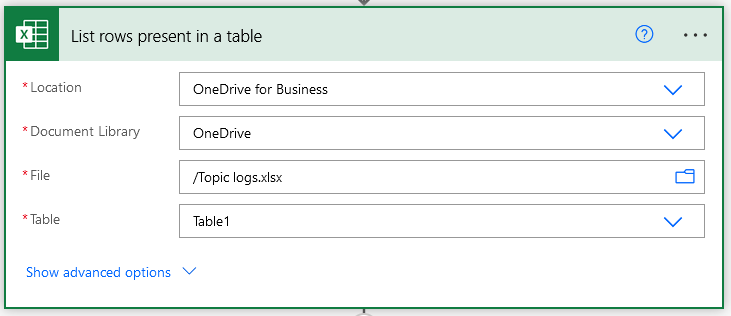 List rows present in a table
* Location
OneDrive for Business
* Document Library
OneDrive
* File
/Topic logs.xlsx
* Table
Table1
Show advanced options